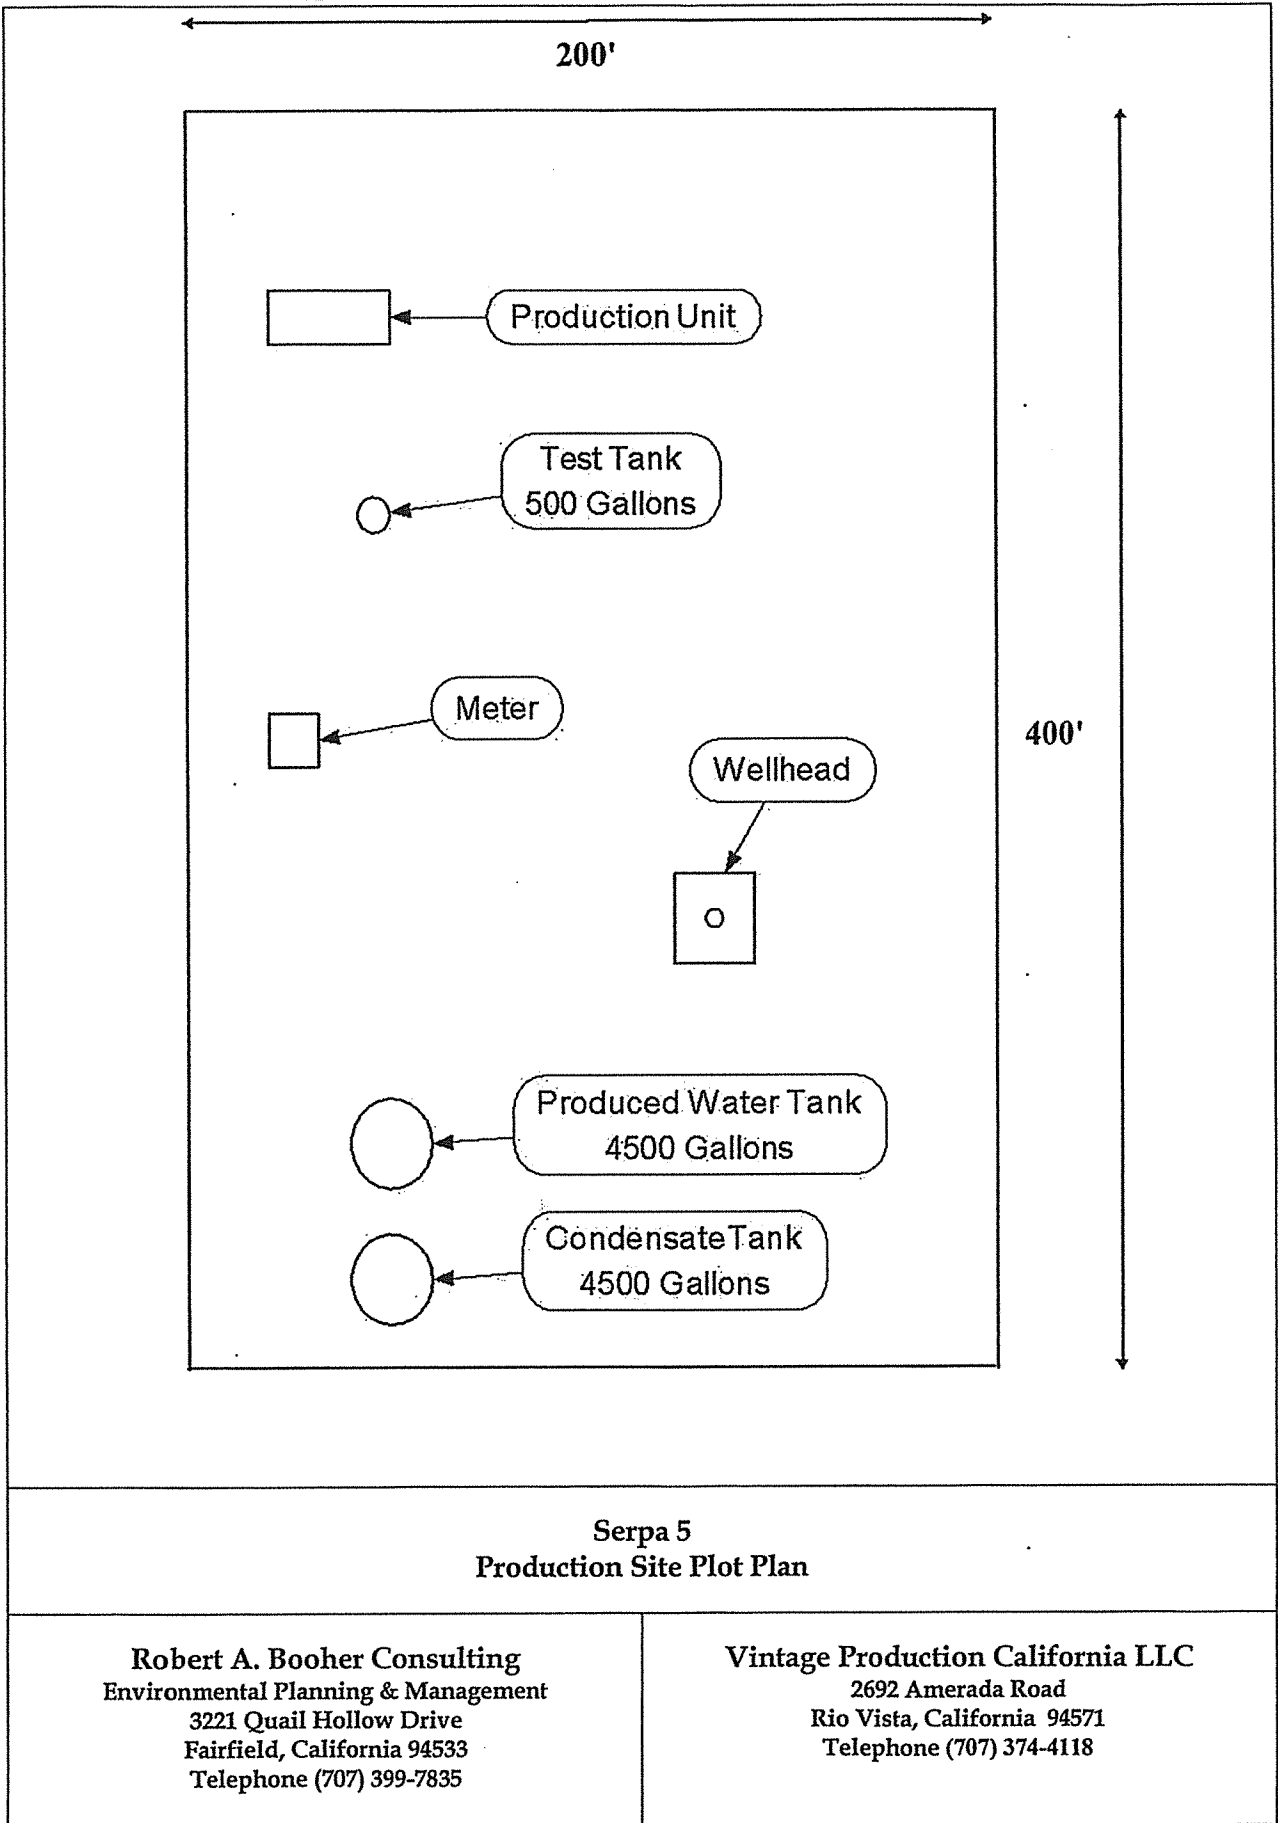 200'
Production Unit
Test Tank
500 Gallons
Meter
400'
Wellhead
Produced Water Tank
4500 Gallons
Condensate Tank
4500 Gallons
Serpa 5
Production Site Plot Plan
Robert A. Booher Consulting
Environmental Planning & Management
3221 Quail Hollow Drive
Fairfield, California 94533
Telephone (707) 399-7835
Vintage Production California LLC
2692 Amerada Road
Rio Vista, California 94571
Telephone (707) 374-4118